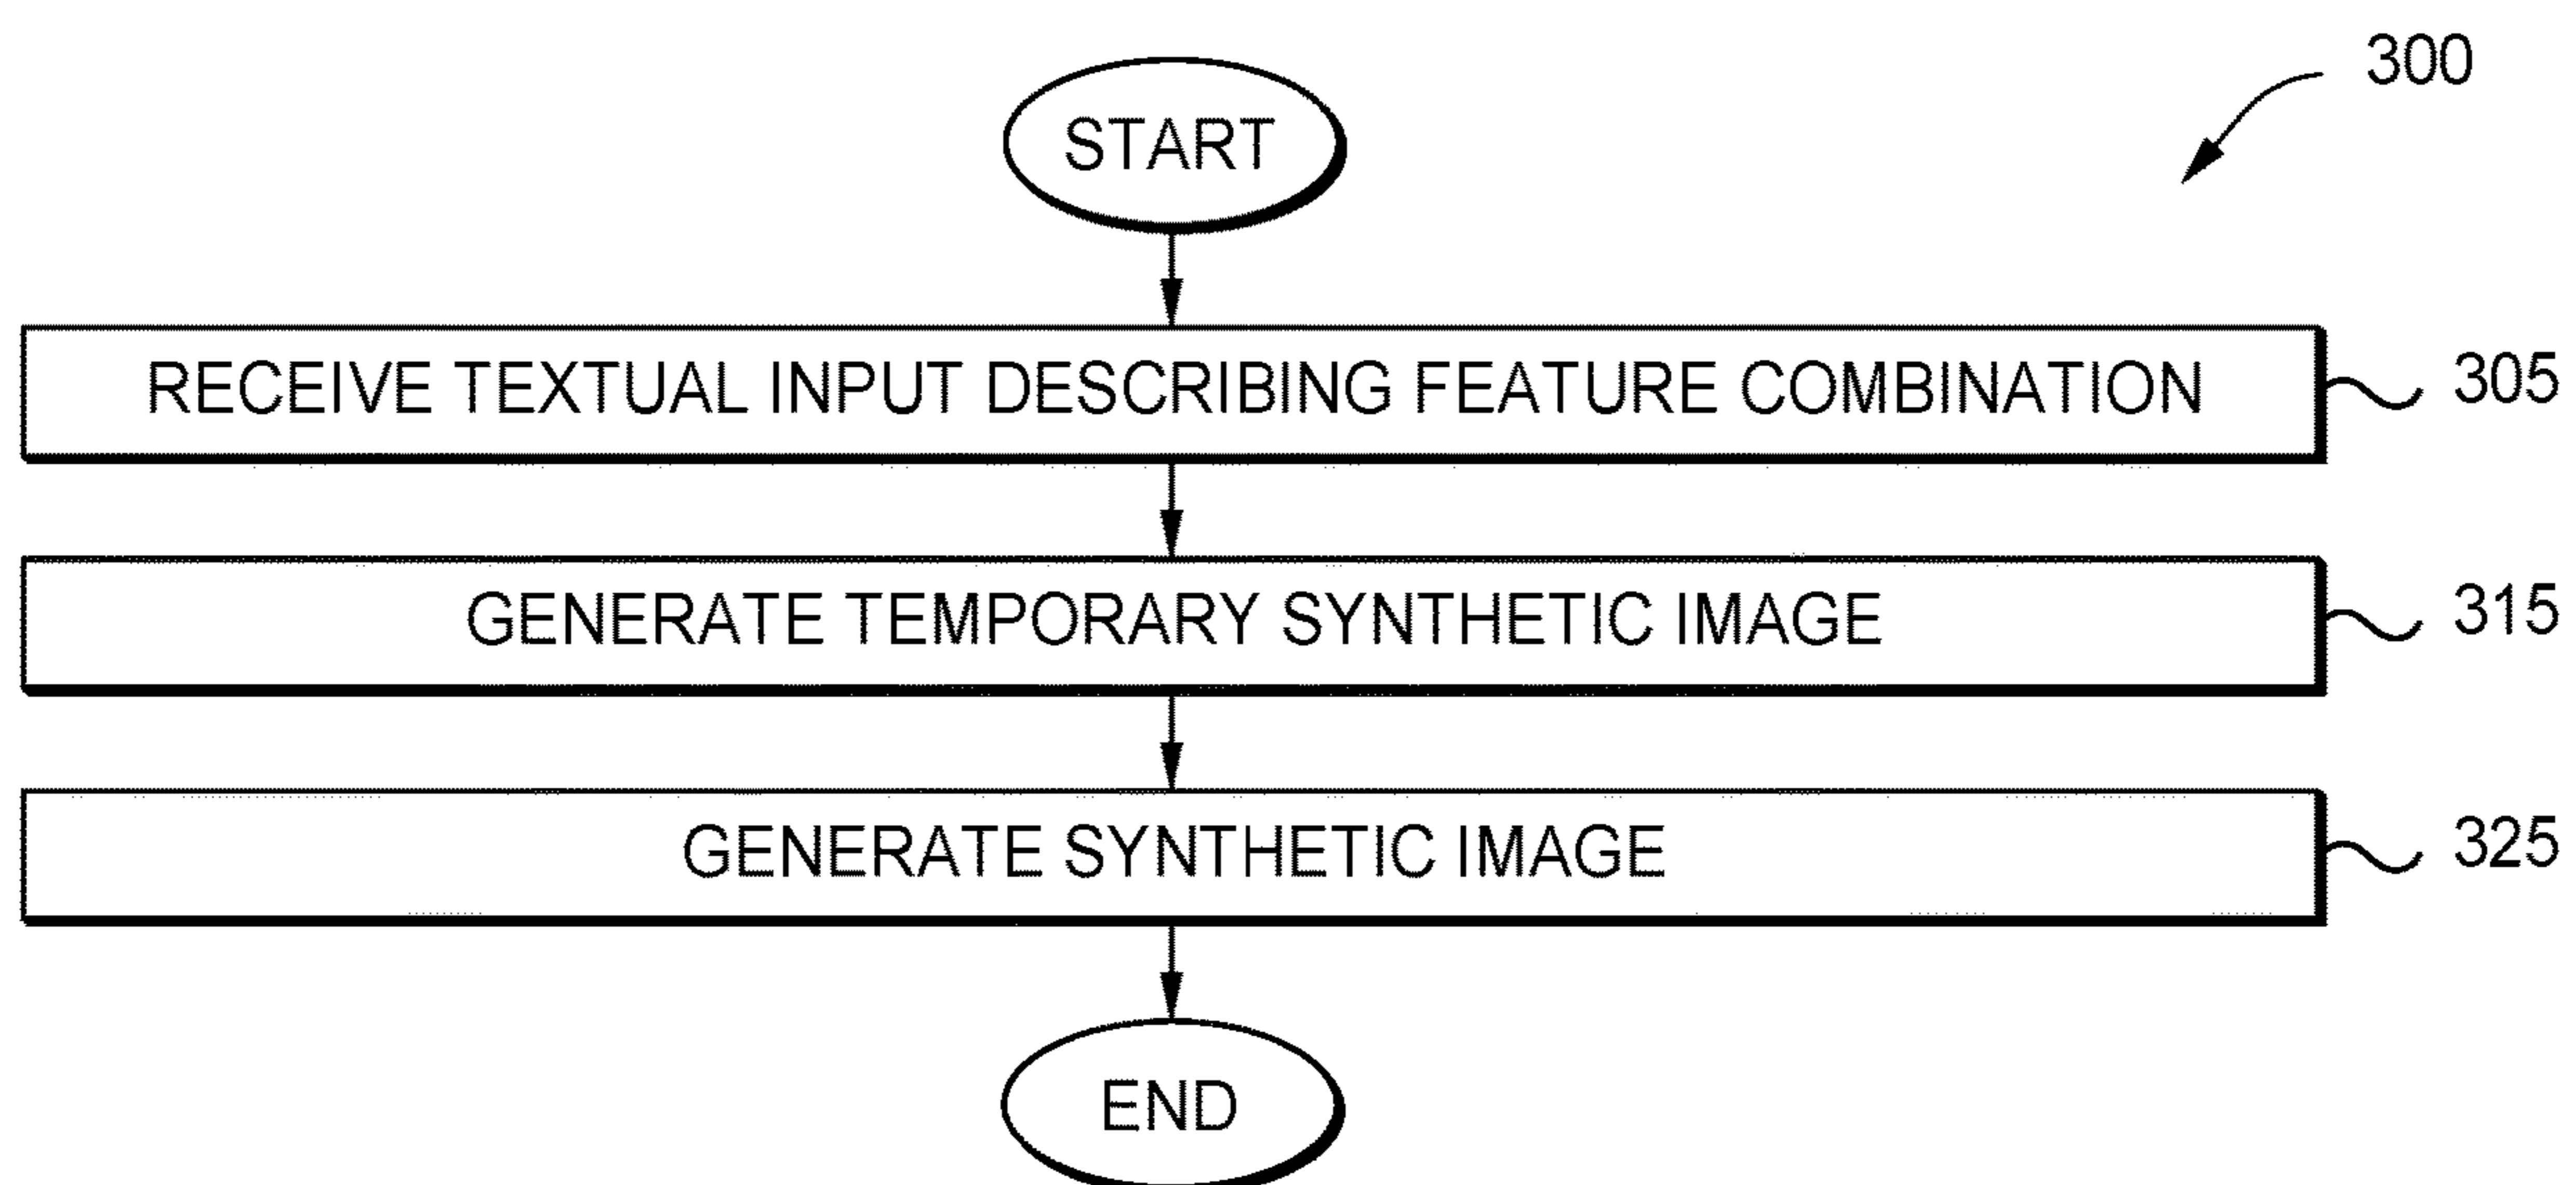 300
START
RECEIVE TEXTUAL INPUT DESCRIBING FEATURE COMBINATION
305
GENERATE TEMPORARY SYNTHETIC IMAGE
315
GENERATE SYNTHETIC IMAGE
325
END